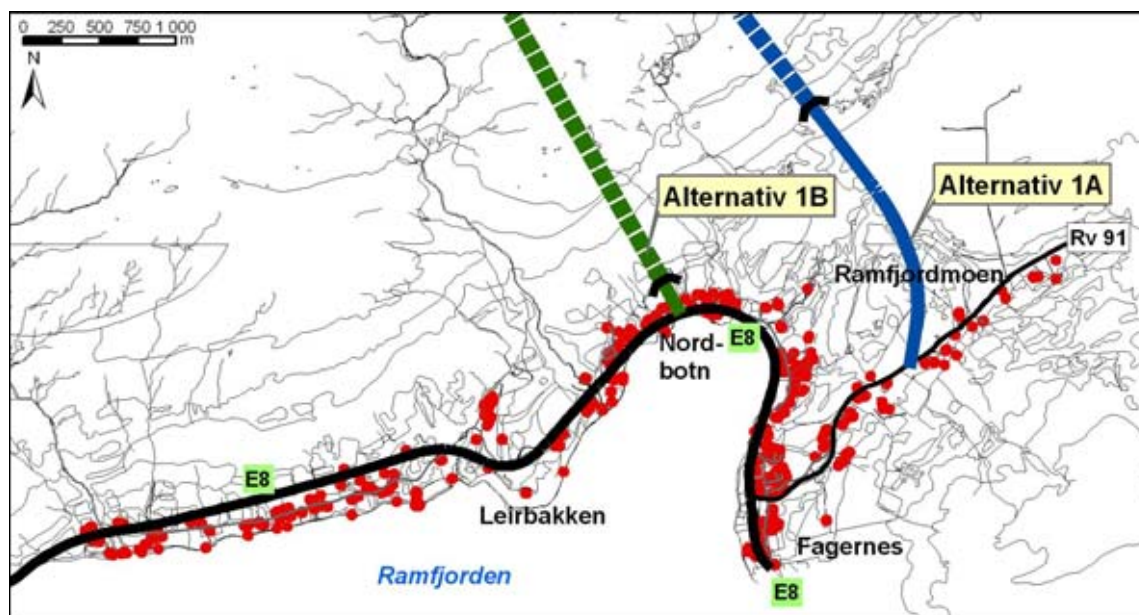 0 250 500 750 1 000
m
N
Alternativ 1B
Alternativ 1A
Rv 91
Ramfjordmoen
Nord-
botn
E8
E8
Leirbakken
Fagernes
Ramfjorden
E8